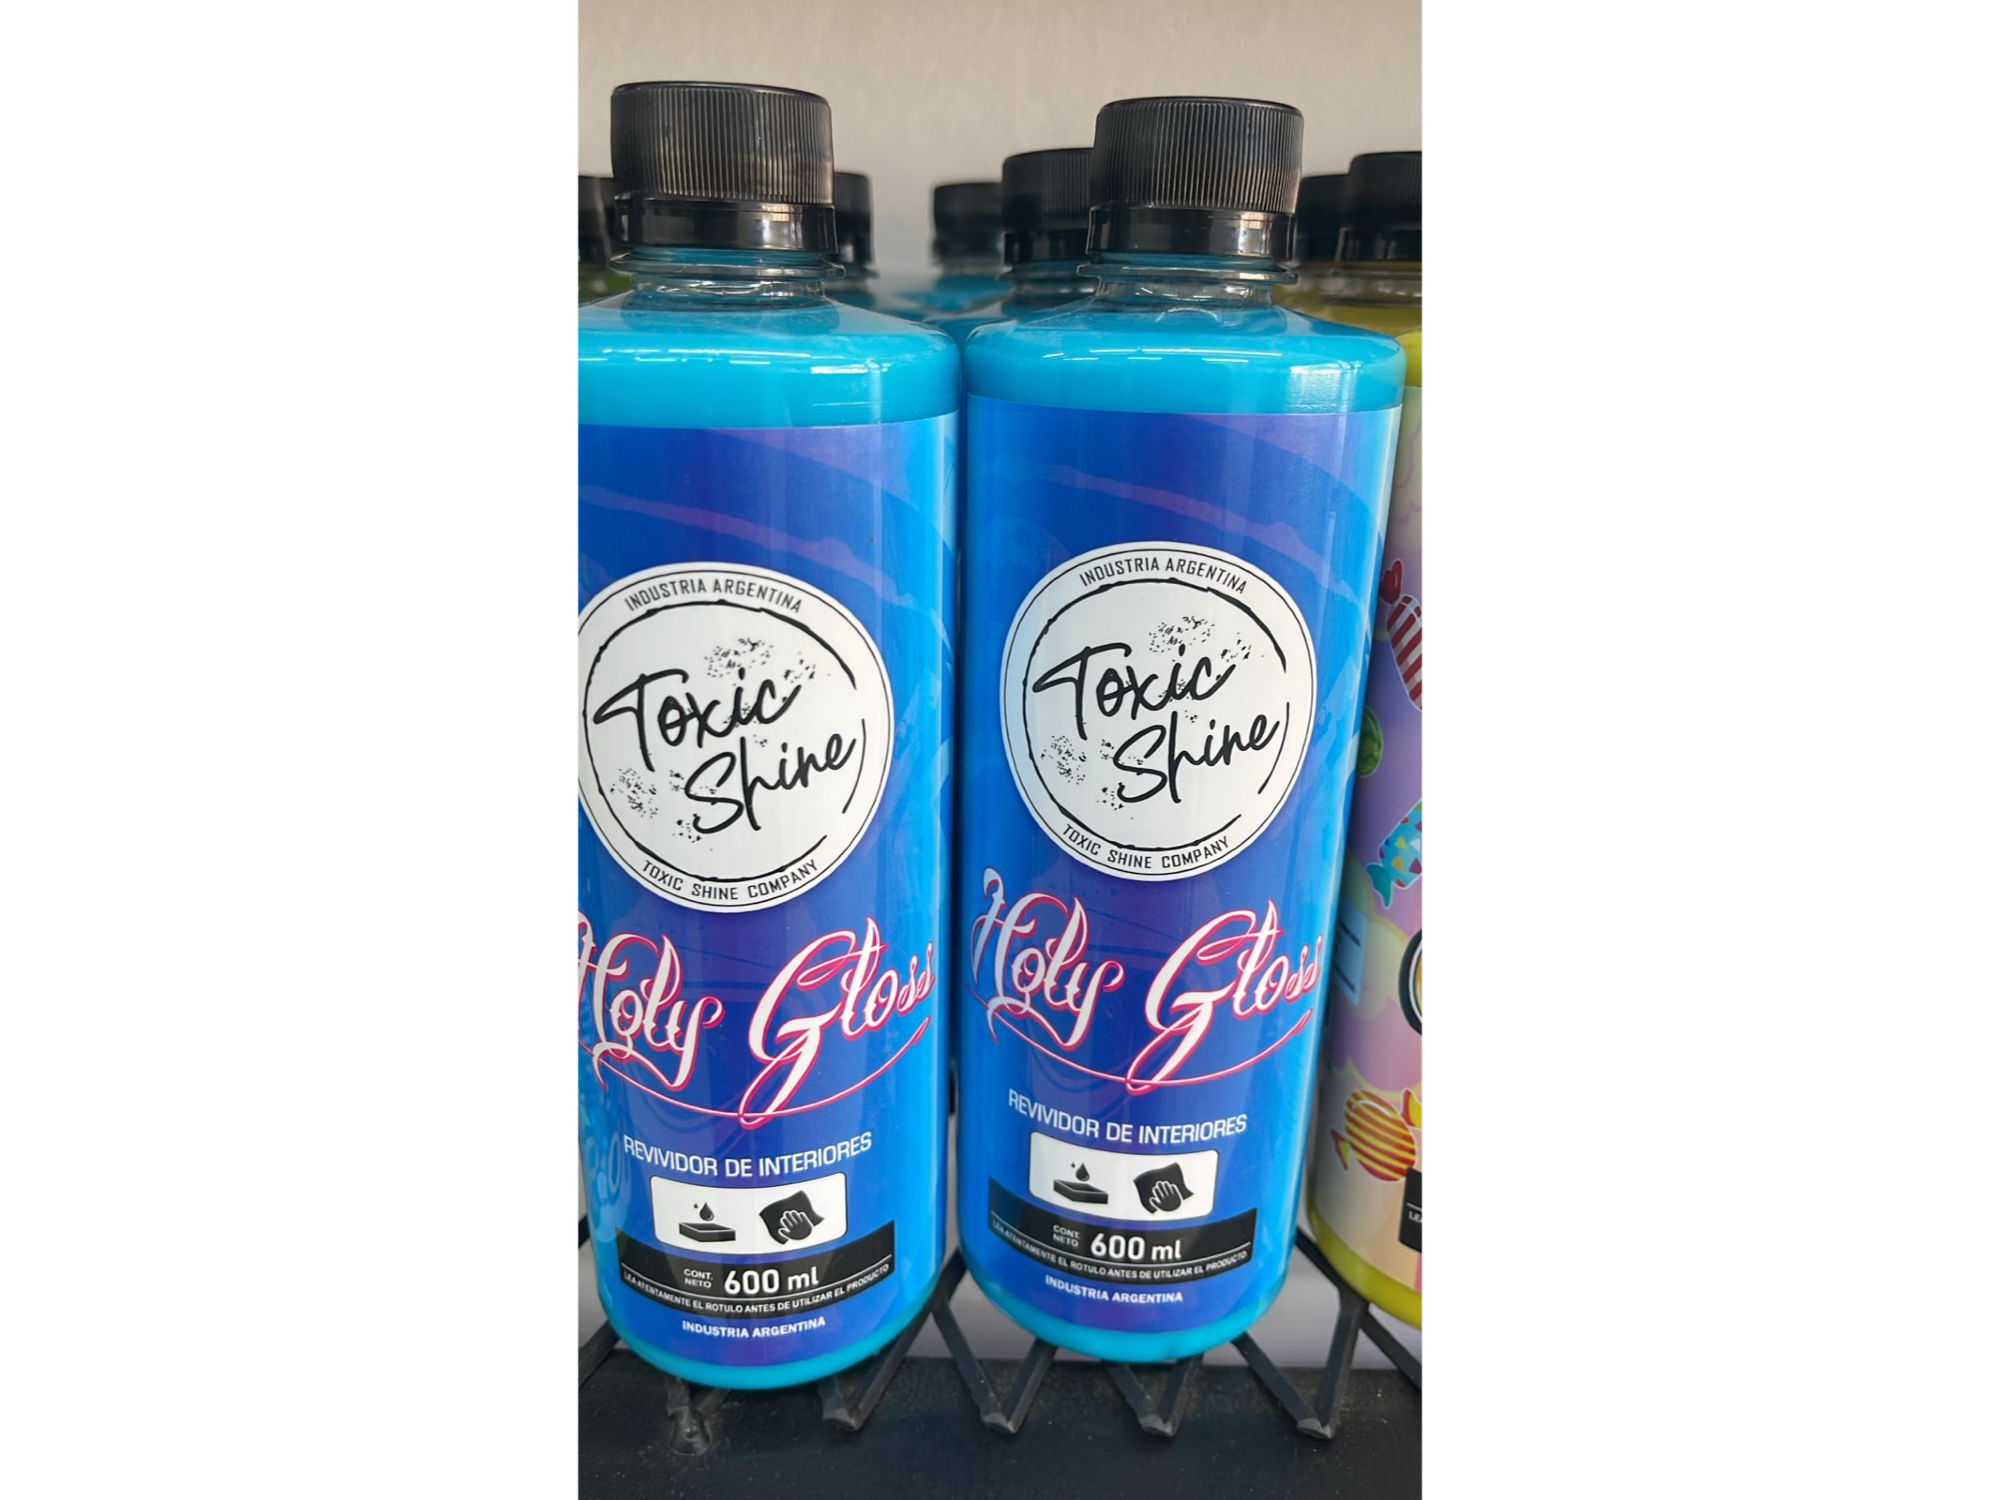 INDUSTRIA ARGENTINA
Toxic
Shine
TOXIC SHINE COMPANY
Holy Gloss
REVIVIDOR DE INTERIORES
CONT.
NETO 600 ml
LEA ATENTAMENTE EL ROTULO ANTES DE UTILIZAR EL PRODUCTO
INDUSTRIA ARGENTINA
INDUSTRIA ARGENTINA
Toxic
Shine
TOXIC SHINE COMPANY
Holy Gloss
REVIVIDOR DE INTERIORES
CONT.
NETO 600 ml
LEA ATENTAMENTE EL ROTULO ANTES DE UTILIZAR EL PRODUCTO
INDUSTRIA ARGENTINA